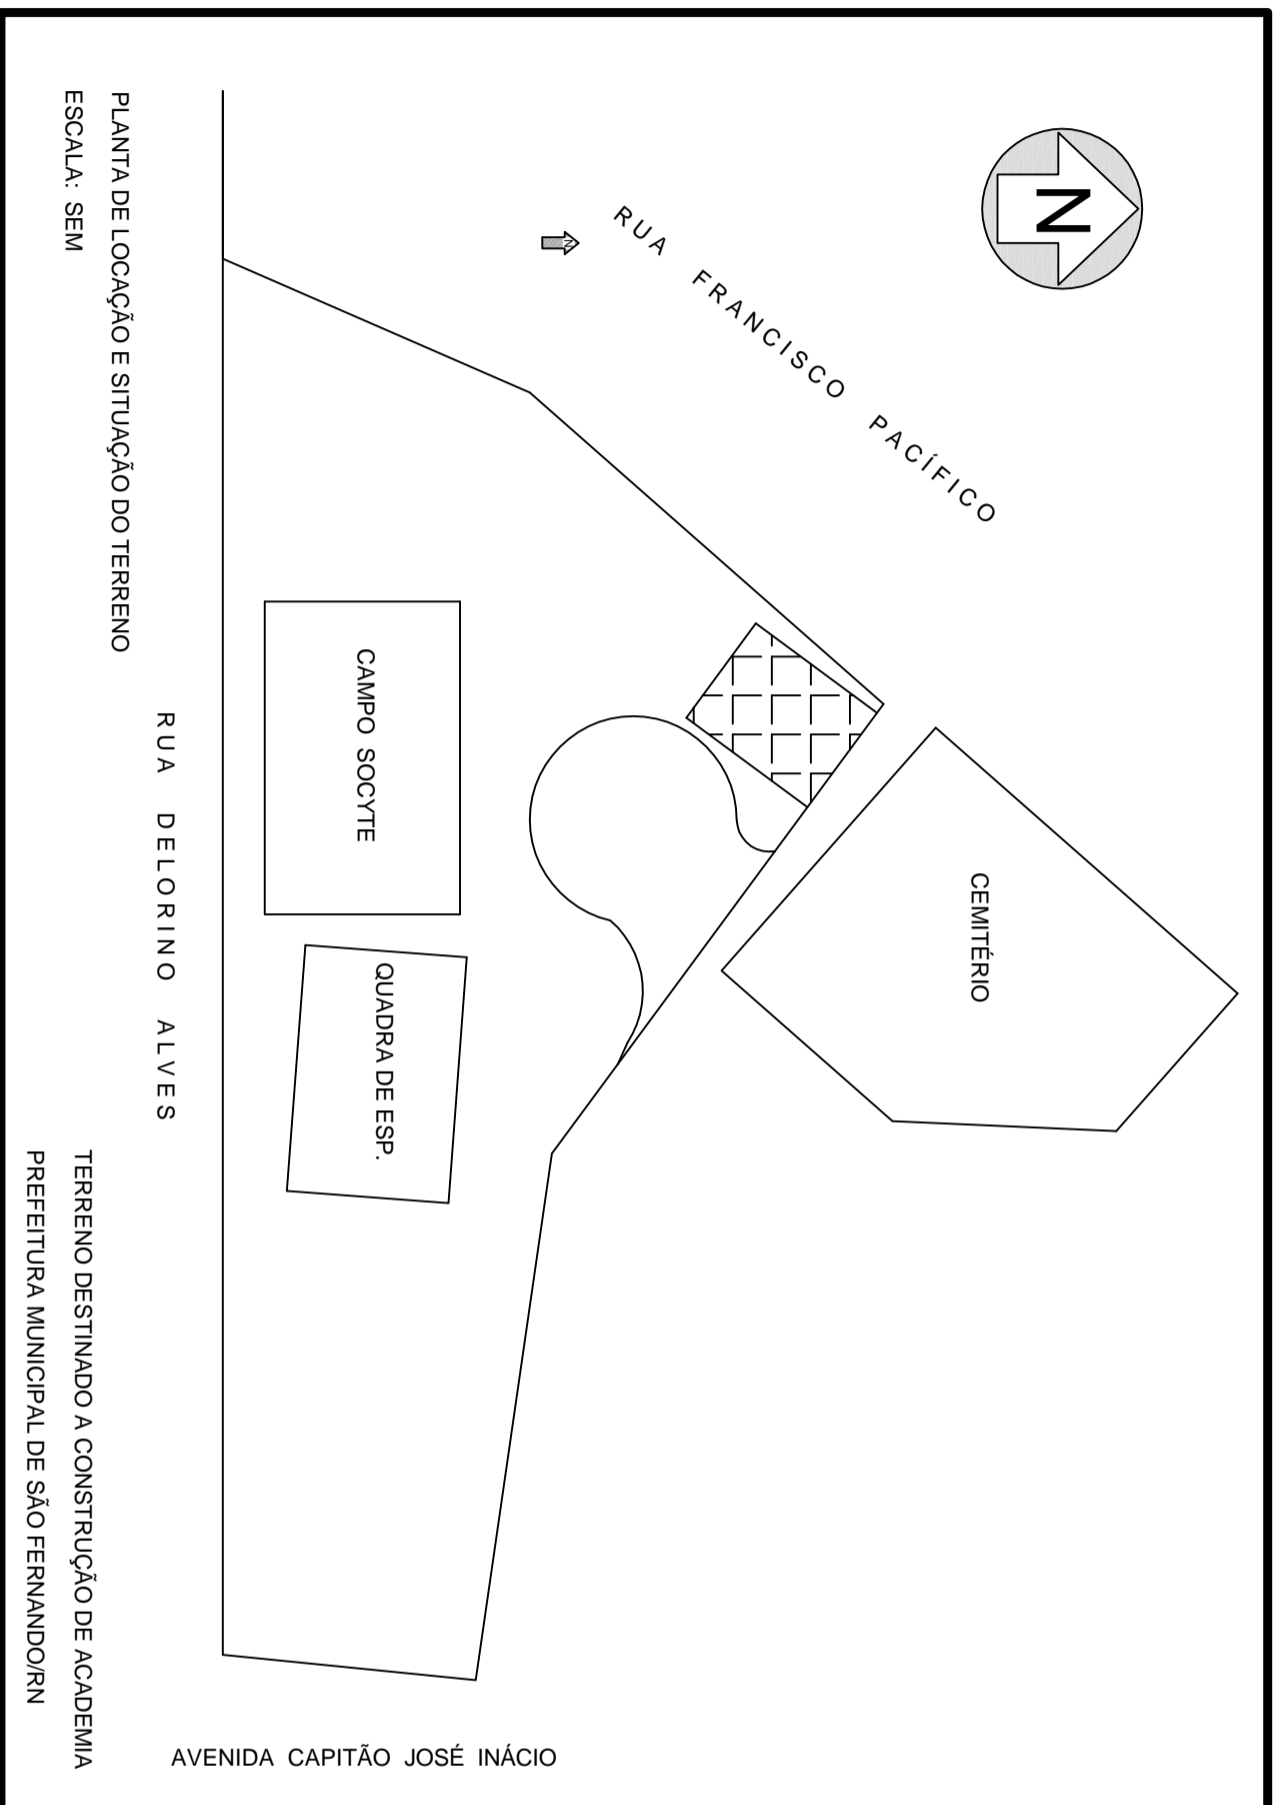 N
N
RUA FRANCISCO PACÍFICO
CEMITÉRIO
CAMPO SOCYTE
QUADRA DE ESP.
RUA DELORINO ALVES
AVENIDA CAPITÃO JOSÉ INÁCIO
PLANTA DE LOCAÇÃO E SITUAÇÃO DO TERRENO
ESCALA: SEM
TERRENO DESTINADO A CONSTRUÇÃO DE ACADEMIA
PREFEITURA MUNICIPAL DE SÃO FERNANDO/RN